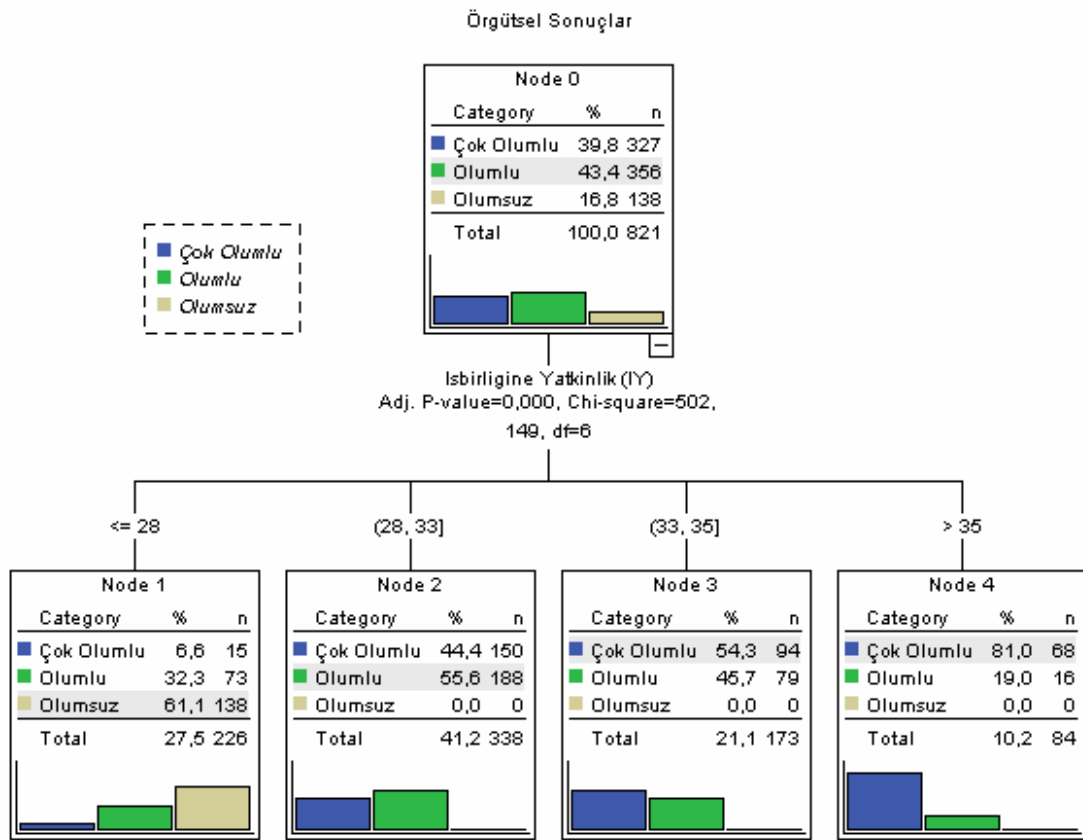 Örgütsel Sonuçlar
Node 0
Category % n
Çok Olumlu 39,8 327
Olumlu 43,4 356
Olumsuz 16,8 138
Total 100,0 821
Çok Olumlu
Olumlu
Olumsuz
Isbirligine Yatkinlik (IY)
Adj. P-value=0,000, Chi-square=502,
149, df=6
<= 28
(28, 33]
(33, 35]
> 35
Node 1
Category % n
Çok Olumlu 6,6 15
Olumlu 32,3 73
Olumsuz 61,1 138
Total 27,5 226
Node 2
Category % n
Çok Olumlu 44,4 150
Olumlu 55,6 188
Olumsuz 0,0 0
Total 41,2 338
Node 3
Category % n
Çok Olumlu 54,3 94
Olumlu 45,7 79
Olumsuz 0,0 0
Total 21,1 173
Node 4
Category % n
Çok Olumlu 81,0 68
Olumlu 19,0 16
Olumsuz 0,0 0
Total 10,2 84